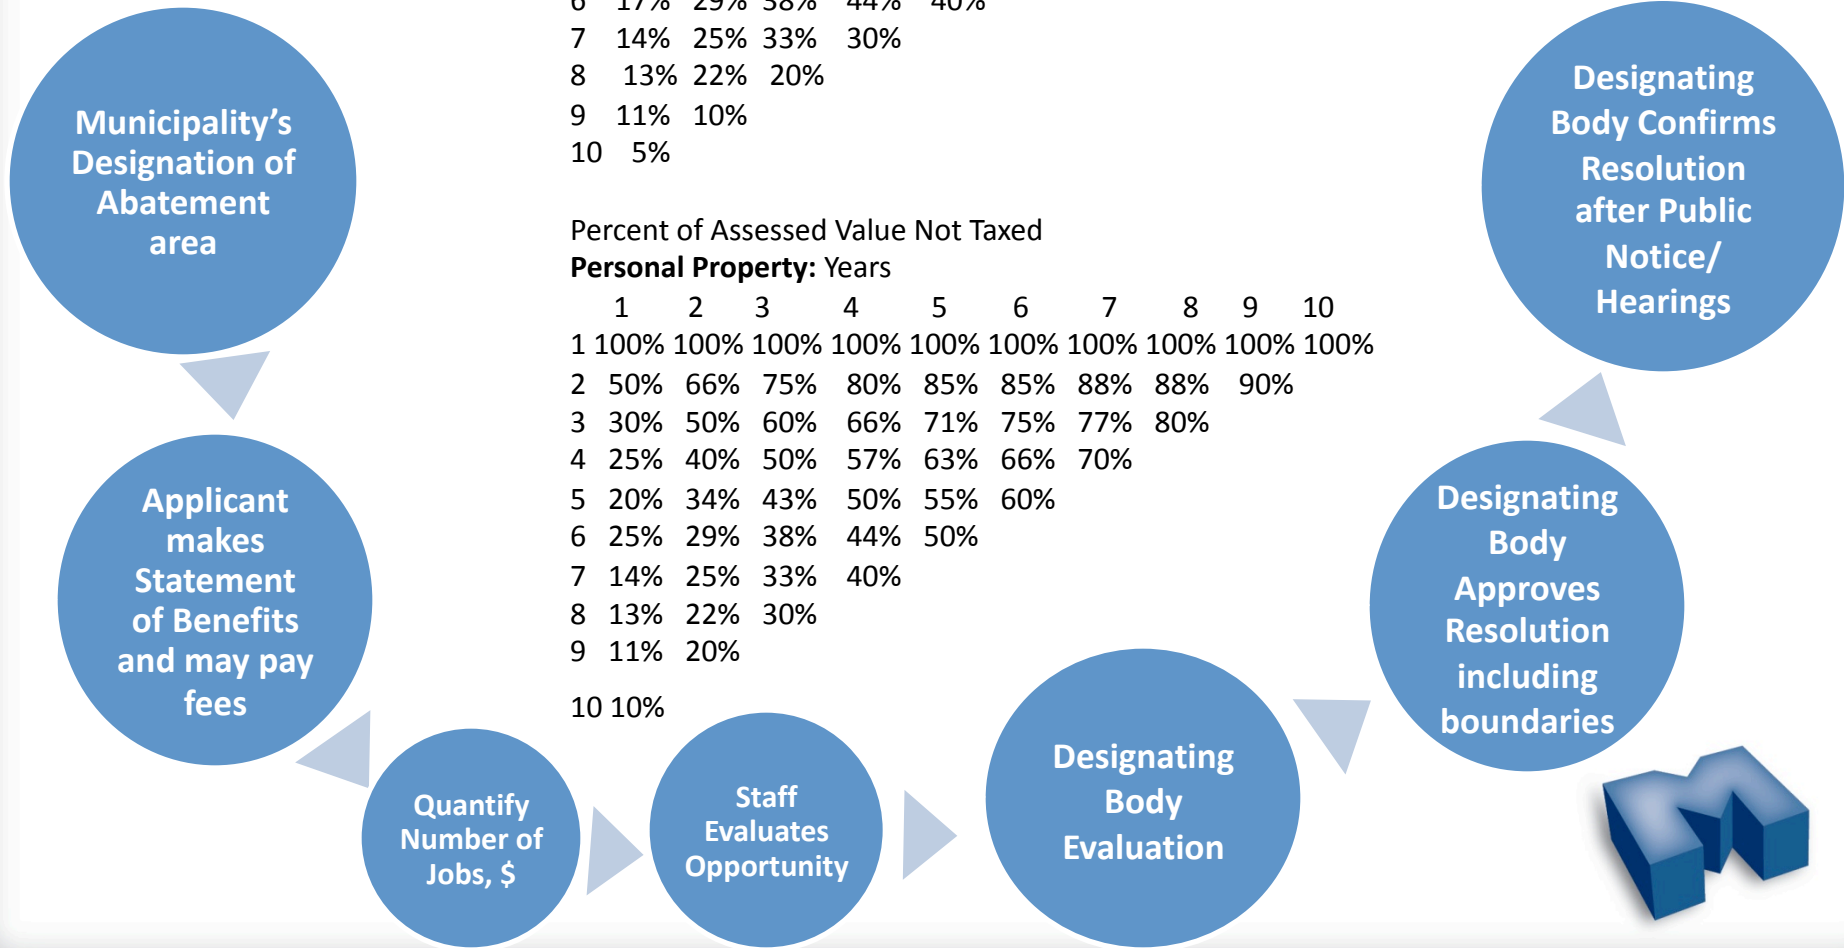 6 17% 29% 38% 44% 40%
7 14% 25% 33% 30%
8 13% 22% 20%
9 11% 10%
10 5%
Percent of Assessed Value Not Taxed
Personal Property: Years
1 2 3 4 5 6 7 8 9 10
1 100% 100% 100% 100% 100% 100% 100% 100% 100% 100%
2 50% 66% 75% 80% 85% 85% 88% 88% 90%
3 30% 50% 60% 66% 71% 75% 77% 80%
4 25% 40% 50% 57% 63% 66% 70%
5 20% 34% 43% 50% 55% 60%
6 25% 29% 38% 44% 50%
7 14% 25% 33% 40%
8 13% 22% 30%
9 11% 20%
10 10%
Municipality’s
Designation of
Abatement
area
Applicant
makes
Statement
of Benefits
and may pay
fees
Quantify
Number of
Jobs, $
Staff
Evaluates
Opportunity
Designating
Body
Evaluation
Designating
Body
Approves
Resolution
including
boundaries
Designating
Body Confirms
Resolution
after Public
Notice/
Hearings
M